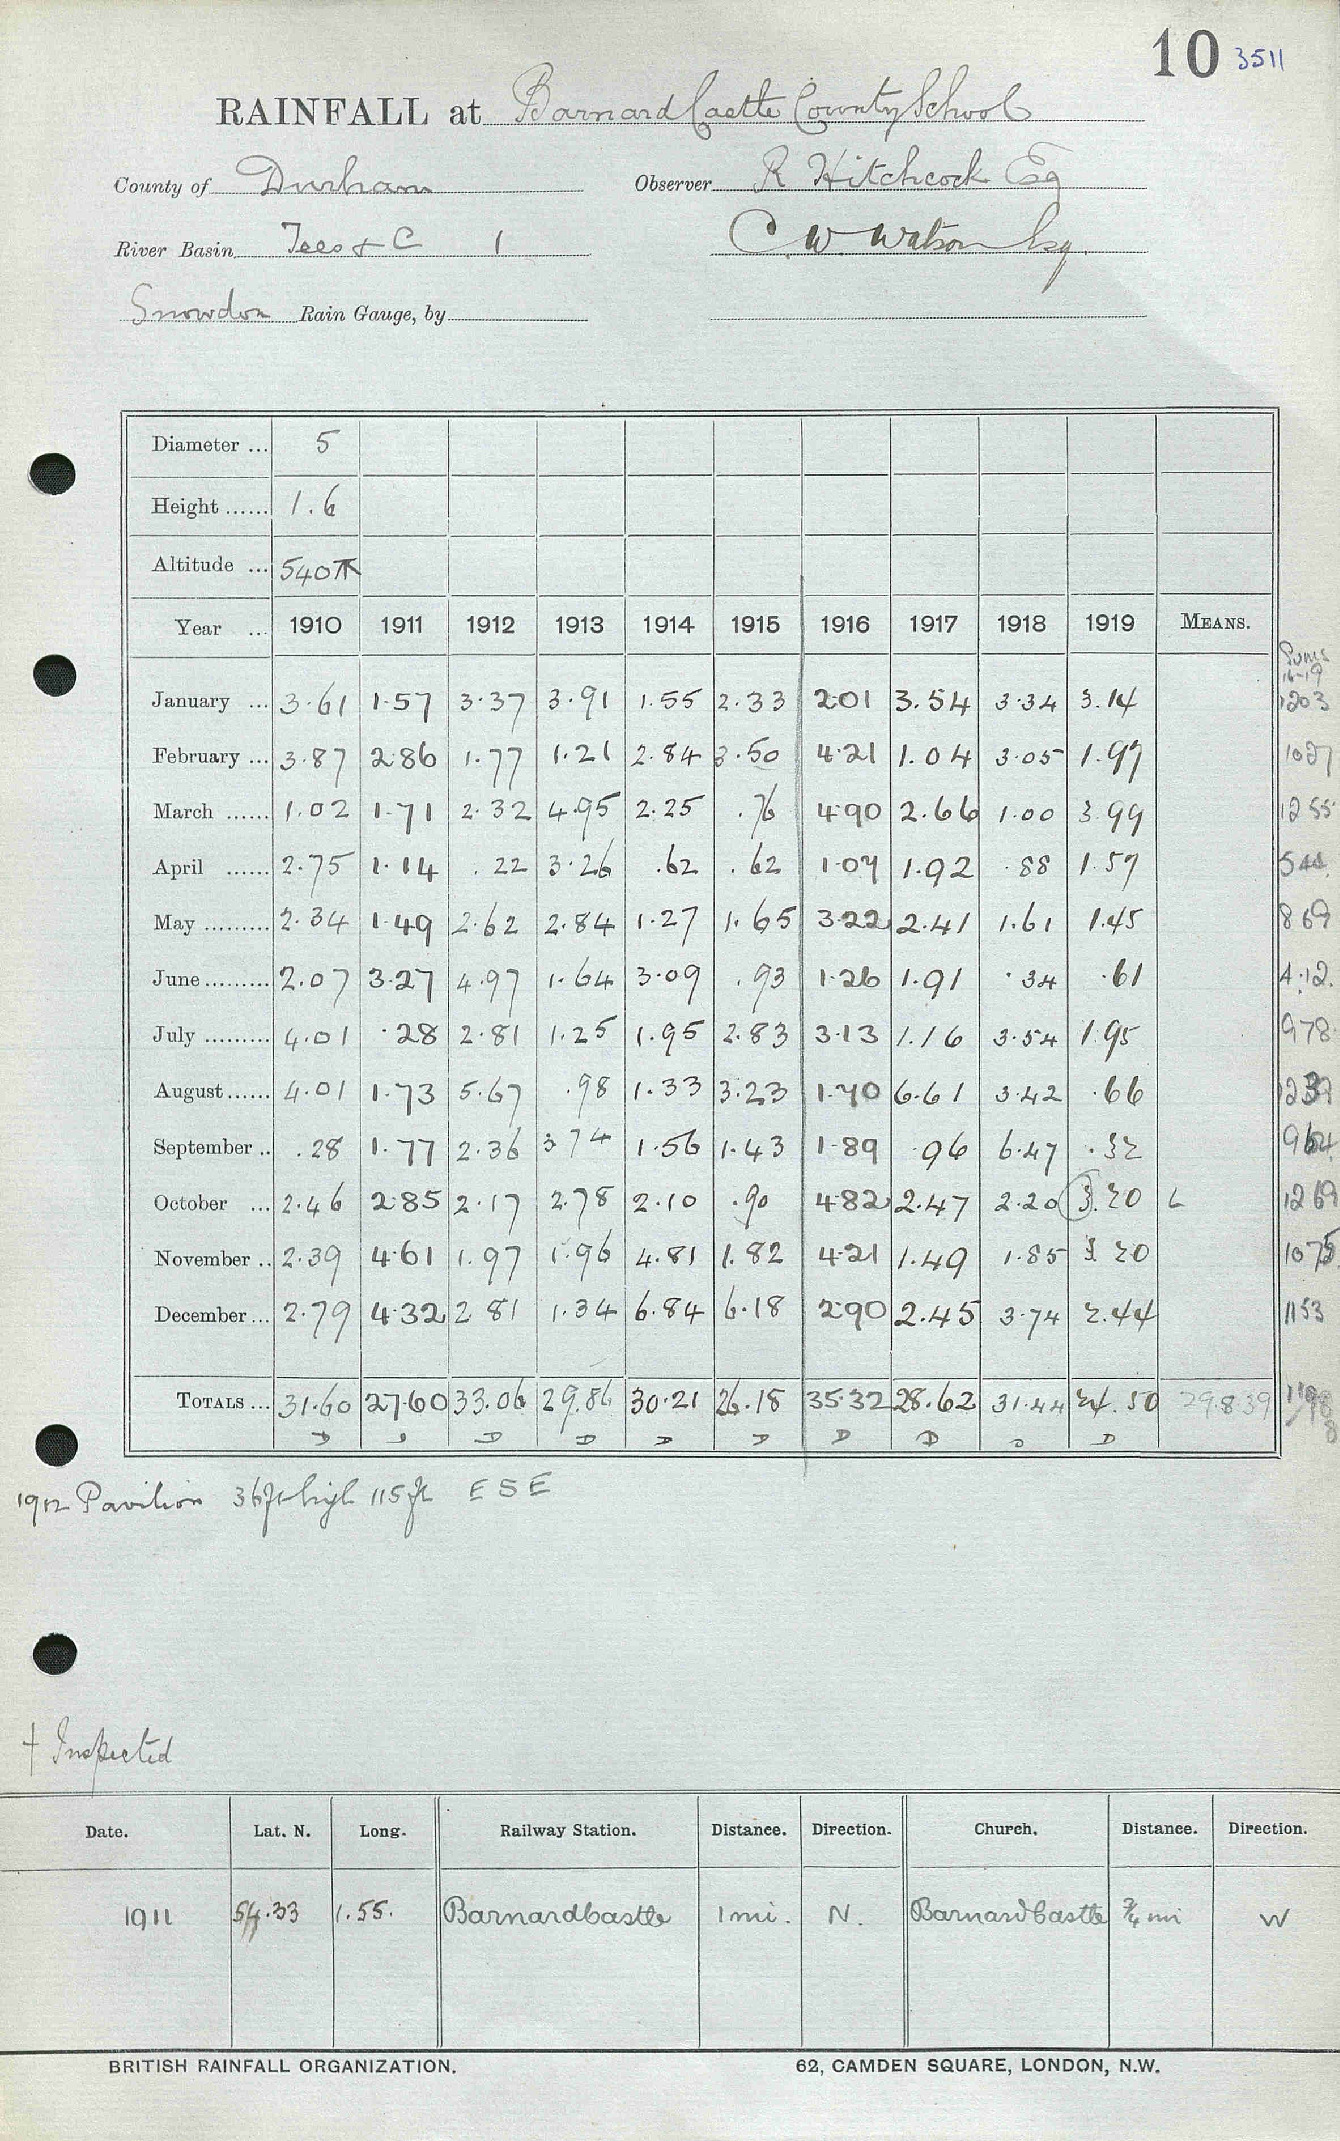 10 3511
RAINFALL at Barnard Castle County School
County of Durham Observer R Hitchcock Esq
River Basin Tees & C 1 C. W. Watson Esq.
Snowdon Rain Gauge, by
Diameter ... 5
Height ...... 1.6
Altitude ... 540
Year ... 1910 1911 1912 1913 1914 1915 1916 1917 1918 1919 MEANS. Sums 16-19
January ... 3.61 1.57 3.37 3.91 1.55 2.33 2.01 3.54 3.34 3.14 1203
February ... 3.87 2.86 1.77 1.21 2.84 3.50 4.21 1.04 3.05 1.97 1027
March ...... 1.02 1.71 2.32 4.95 2.25 .76 4.90 2.66 1.00 3.99 1255
April ...... 2.75 1.14 .22 3.26 .62 .62 1.07 1.92 .88 1.57 544
May ......... 2.34 1.49 2.62 2.84 1.27 1.65 3.22 2.41 1.61 1.45 869
June ......... 2.07 3.27 4.97 1.64 3.09 .93 1.26 1.91 .34 .61 4.12.
July ......... 4.01 .28 2.81 1.25 1.95 2.83 3.13 1.16 3.54 1.95 978
August ...... 4.01 1.73 5.67 .98 1.33 3.23 1.70 6.61 3.42 .66 1239
September .. .28 1.77 2.36 3 74 1.56 1.43 1.89 .96 6.47 .32 964
October ... 2.46 2.85 2.17 2.78 2.10 .90 4.82 2.47 2.20 3.20 L 1269
November .. 2.39 4.61 1.97 1.96 4.81 1.82 4.21 1.49 1.85 3 20 1075
December ... 2.79 4.32 2 81 1.34 6.84 6.18 2.90 2.45 3.74 2.44 1153
TOTALS ... 31.60 27.60 33.06 29.86 30.21 26.18 35.32 28.62 31.44 24.50 29.839
D D D D D D D D D
1912 Pavilion 36ft high 115ft E S E
† Inspected
Date. Lat. N. Long. Railway Station. Distance. Direction. Church. Distance. Direction.
1911 54.33 1.55. Barnard Castle 1 mi. N. Barnard Castle ¾ mi W
BRITISH RAINFALL ORGANIZATION. 62, CAMDEN SQUARE, LONDON, N.W.